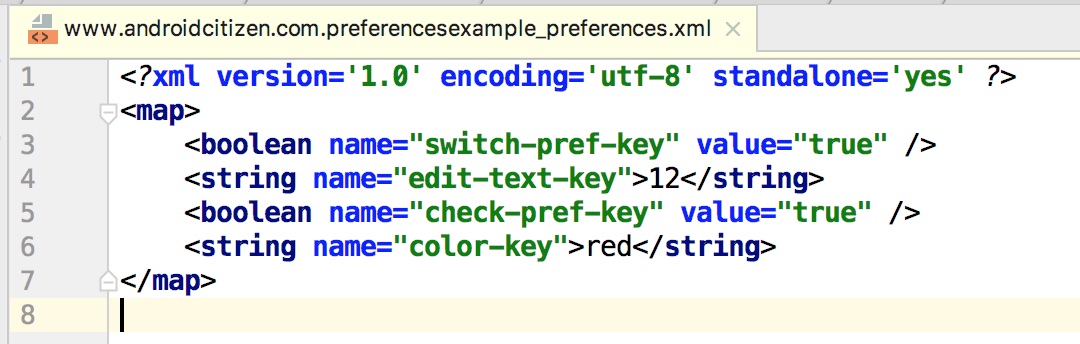 www.androidcitizen.com.preferencesexample_preferences.xml
1 <?xml version='1.0' encoding='utf-8' standalone='yes' ?>
2 <map>
3     <boolean name="switch-pref-key" value="true" />
4     <string name="edit-text-key">12</string>
5     <boolean name="check-pref-key" value="true" />
6     <string name="color-key">red</string>
7 </map>
8